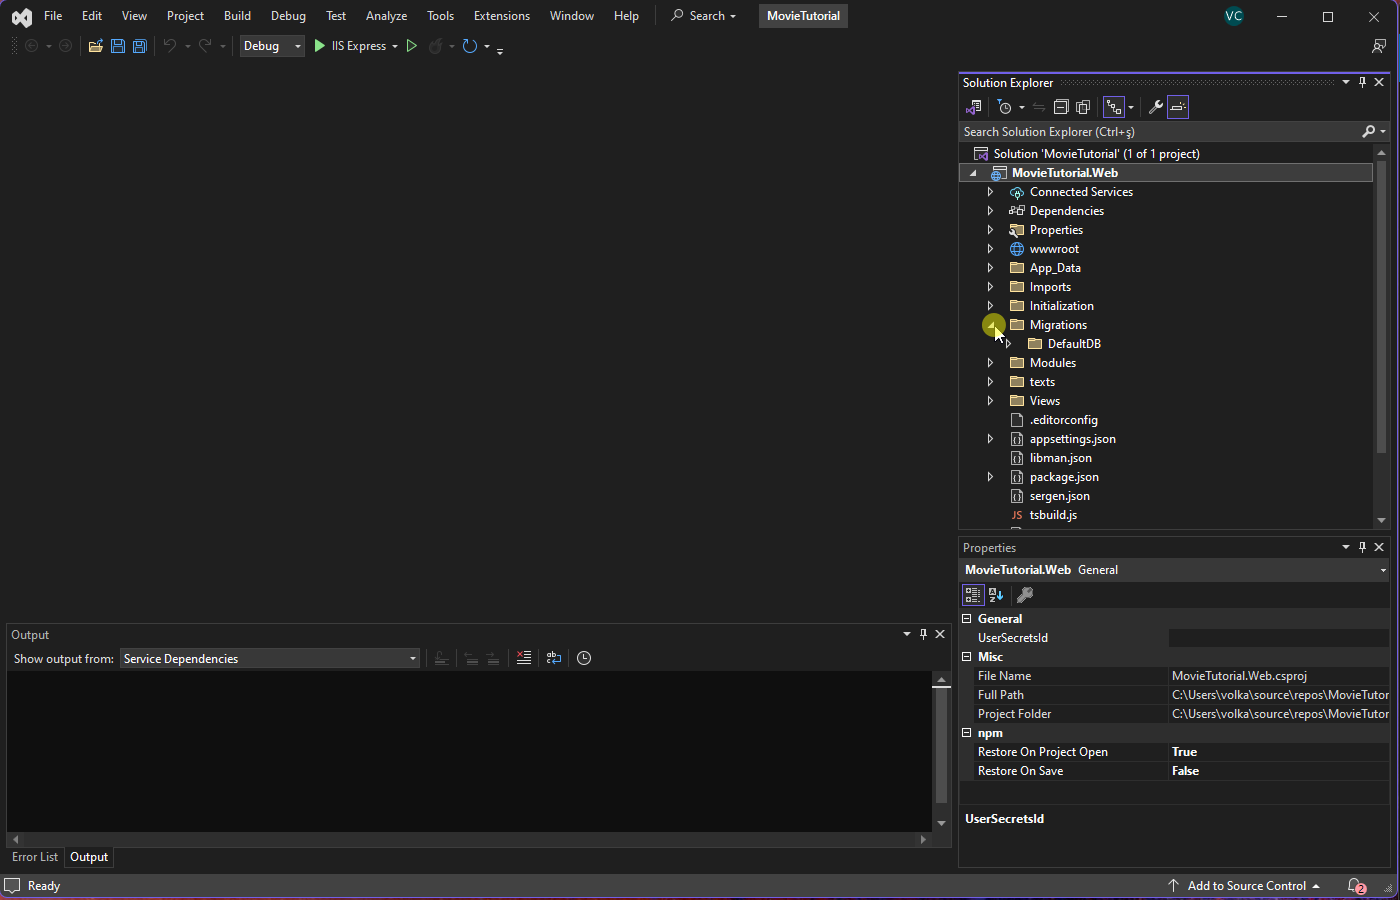 File Edit View Project Build Debug Test Analyze Tools Extensions Window Help Search MovieTutorial VC
Debug IIS Express
Solution Explorer
Search Solution Explorer (Ctrl+ş)
Solution 'MovieTutorial' (1 of 1 project)
MovieTutorial.Web
Connected Services
Dependencies
Properties
wwwroot
App_Data
Imports
Initialization
Migrations
DefaultDB
Modules
texts
Views
.editorconfig
appsettings.json
libman.json
package.json
sergen.json
JS tsbuild.js
Properties
MovieTutorial.Web General
General
UserSecretsId
Misc
File Name MovieTutorial.Web.csproj
Full Path C:\Users\volka\source\repos\MovieTutor
Project Folder C:\Users\volka\source\repos\MovieTutor
npm
Restore On Project Open True
Restore On Save False
UserSecretsId
Output
Show output from: Service Dependencies
Error List Output
Ready Add to Source Control 2